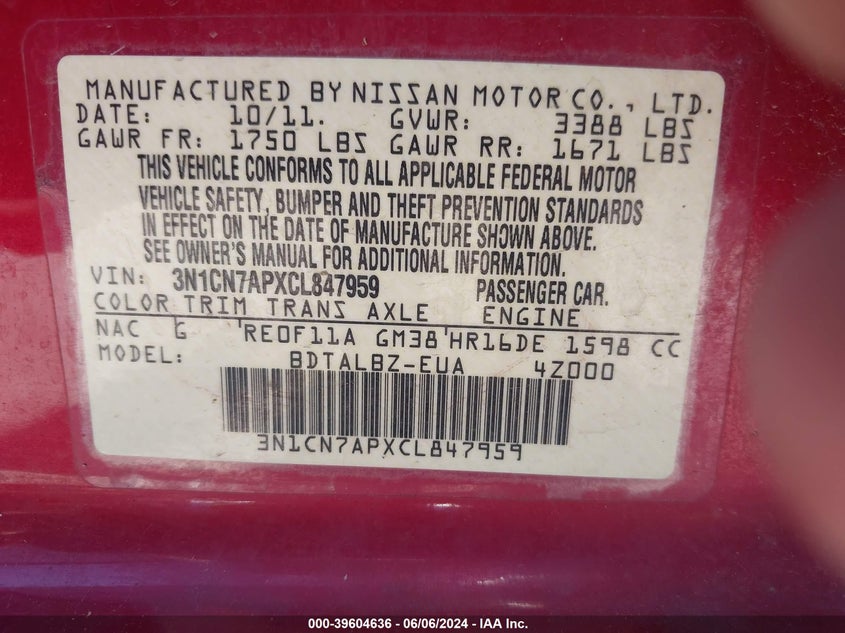 MANUFACTURED BY NISSAN MOTOR CO., LTD.
DATE: 10/11. GVWR: 3388 LBS
GAWR FR: 1750 LBS GAWR RR: 1671 LBS
THIS VEHICLE CONFORMS TO ALL APPLICABLE FEDERAL MOTOR
VEHICLE SAFETY, BUMPER AND THEFT PREVENTION STANDARDS
IN EFFECT ON THE DATE OF MANUFACTURE SHOWN ABOVE.
SEE OWNER'S MANUAL FOR ADDITIONAL INFORMATION.
VIN: 3N1CN7APXCL847959 PASSENGER CAR.
COLOR TRIM TRANS AXLE ENGINE
NAC G RE0F11A GM38 HR16DE 1598 CC
MODEL: BDTALBZ-EUA 4Z000
3N1CN7APXCL847959
000-39604636 - 06/06/2024 - IAA Inc.